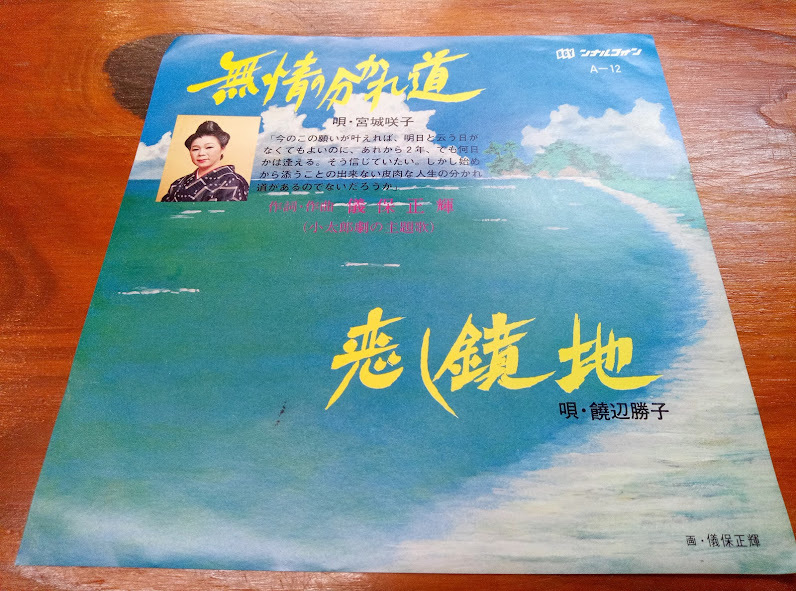 ンナルフォン
A—12
無情の分かれ道
唄・宮城咲子
「今のこの願いが叶えれば、明日と云う日が
なくてもよいのに、あれから2年、でも何日
かは逢える。そう信じていたい。しかし始め
から添うことの出来ない皮肉な人生の分かれ
道があるのでないだろうか」
作詞・作曲 儀保正輝
(小太郎劇の主題歌)
恋し鏡地
唄・饒辺勝子
画・儀保正輝